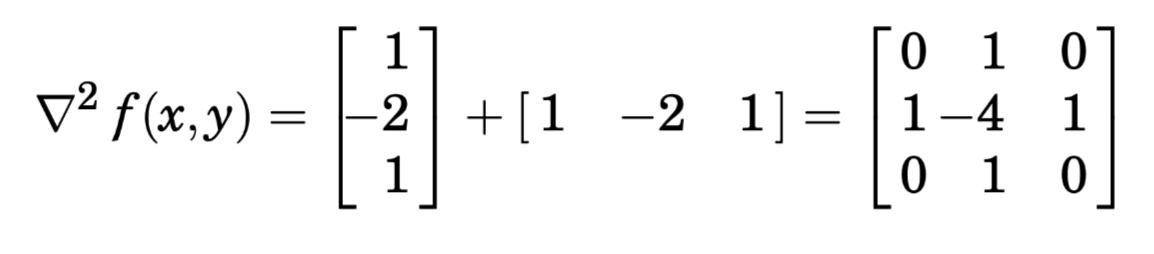 ∇² f(x,y) = [1 −2 1] + [1 −2 1] = [0 1 0
1 −4 1
0 1 0]